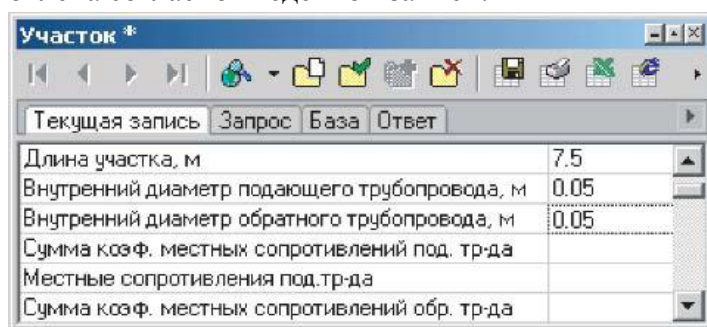 Участок *
Текущая запись Запрос База Ответ
Длина участка, м 7.5
Внутренний диаметр подающего трубопровода, м 0.05
Внутренний диаметр обратного трубопровода, м 0.05
Сумма коэф. местных сопротивлений под. тр-да
Местные сопротивления под.тр-да
Сумма коэф. местных сопротивлений обр. тр-да